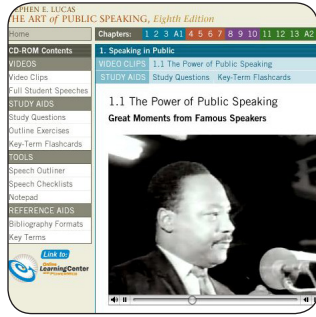 STEPHEN E. LUCAS
THE ART of PUBLIC SPEAKING, Eighth Edition
Home
Chapters: 1 2 3 A1 4 5 6 7 8 9 10 11 12 13 A2
CD-ROM Contents
VIDEOS
Video Clips
Full Student Speeches
STUDY AIDS
Study Questions
Outline Exercises
Key-Term Flashcards
TOOLS
Speech Outliner
Speech Checklists
Notepad
REFERENCE AIDS
Bibliography Formats
Key Terms
Link to:
Online
LearningCenter
1. Speaking in Public
VIDEO CLIPS 1.1 The Power of Public Speaking
STUDY AIDS Study Questions Key-Term Flashcards
1.1 The Power of Public Speaking
Great Moments from Famous Speakers